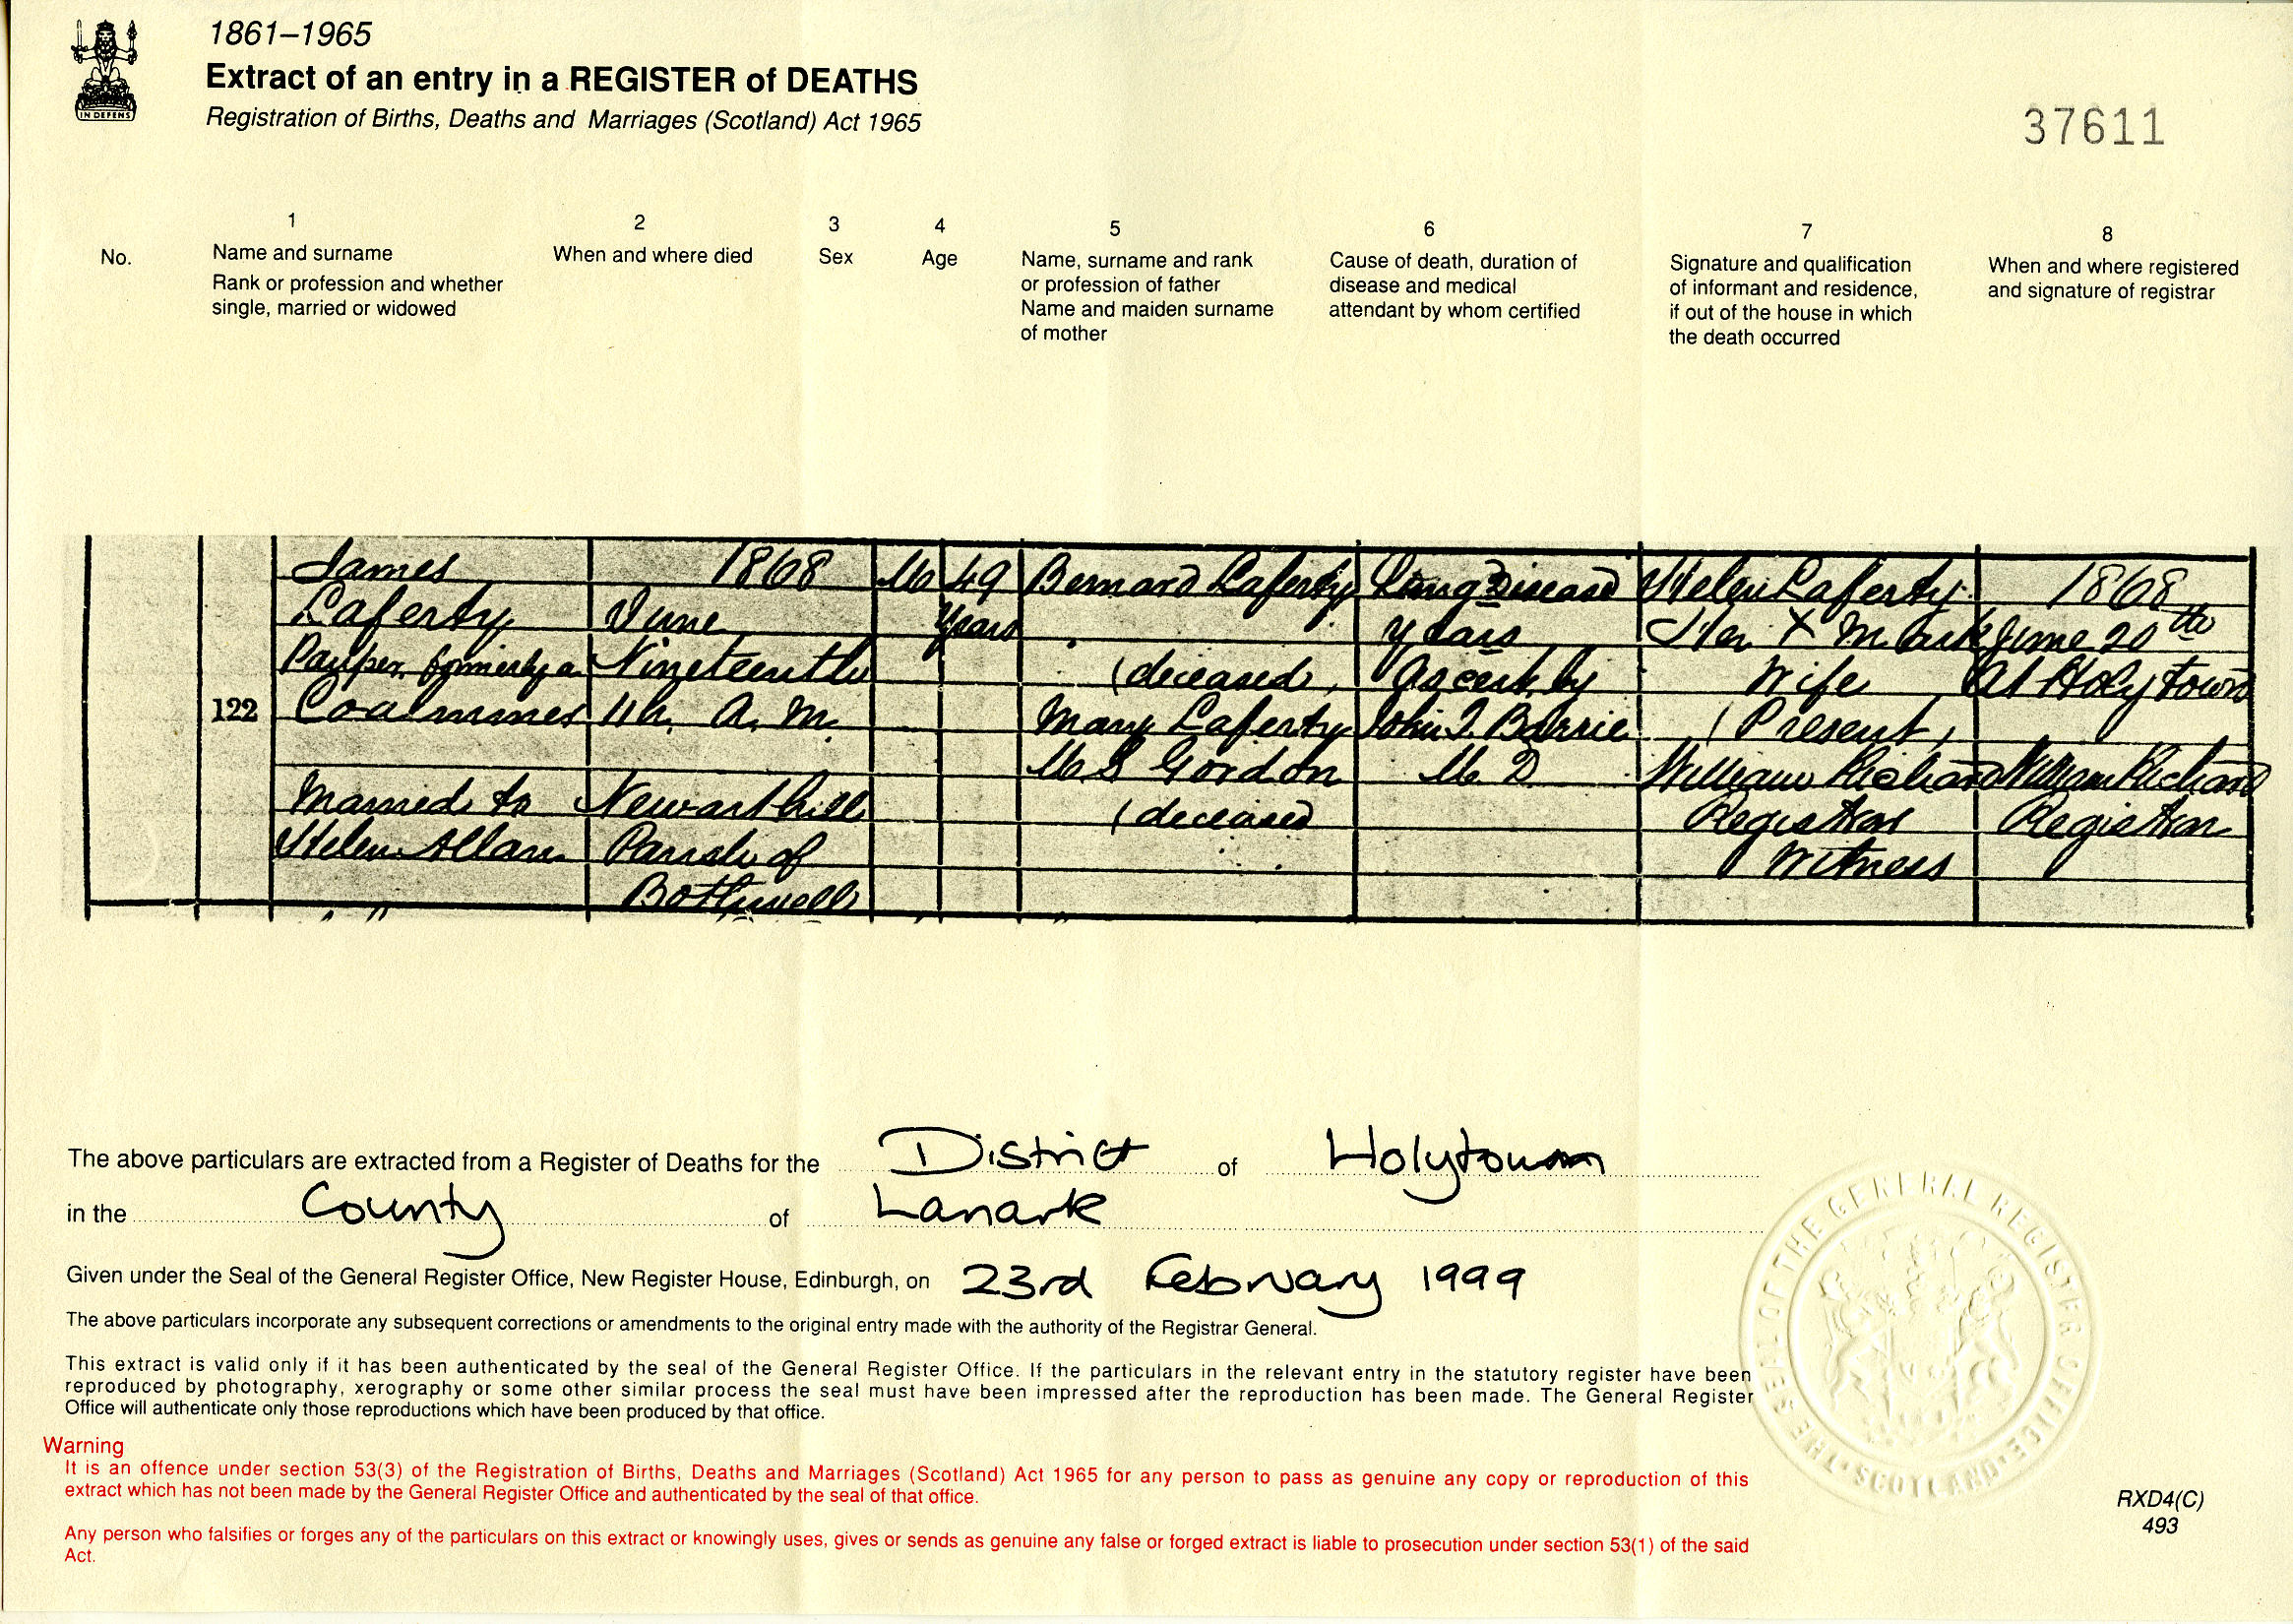 1861–1965
Extract of an entry in a REGISTER of DEATHS
Registration of Births, Deaths and Marriages (Scotland) Act 1965
IN DEFENS
37611
No.
1
Name and surname
Rank or profession and whether
single, married or widowed
2
When and where died
3
Sex
4
Age
5
Name, surname and rank
or profession of father
Name and maiden surname
of mother
6
Cause of death, duration of
disease and medical
attendant by whom certified
7
Signature and qualification
of informant and residence,
if out of the house in which
the death occurred
8
When and where registered
and signature of registrar
122
James
Laferty
Pauper formerly a
Coalminer
Married to
Helen Allan
1868
June
Nineteenth
11h. A.M.
Newarthill
Parish of
Bothwell
M
49
Years
Bernard Laferty
(deceased)
Mary Laferty
M S Gordon
(deceased
Lung Disease
years
As cert. by
John Barrie
M D
Helen Laferty
Her X Mark
Wife
(Present)
William
Registrar
Witness
1868
June 20th
At Holytown
William
Registrar
The above particulars are extracted from a Register of Deaths for the District of Holytown
in the County of Lanark
Given under the Seal of the General Register Office, New Register House, Edinburgh, on 23rd February 1999
The above particulars incorporate any subsequent corrections or amendments to the original entry made with the authority of the Registrar General.
This extract is valid only if it has been authenticated by the seal of the General Register Office. If the particulars in the relevant entry in the statutory register have been
reproduced by photography, xerography or some other similar process the seal must have been impressed after the reproduction has been made. The General Register
Office will authenticate only those reproductions which have been produced by that office.
Warning
It is an offence under section 53(3) of the Registration of Births, Deaths and Marriages (Scotland) Act 1965 for any person to pass as genuine any copy or reproduction of this
extract which has not been made by the General Register Office and authenticated by the seal of that office.
Any person who falsifies or forges any of the particulars on this extract or knowingly uses, gives or sends as genuine any false or forged extract is liable to prosecution under section 53(1) of the said
Act.
THE SEAL OF THE GENERAL REGISTER OFFICE
SCOTLAND
RXD4(C)
493